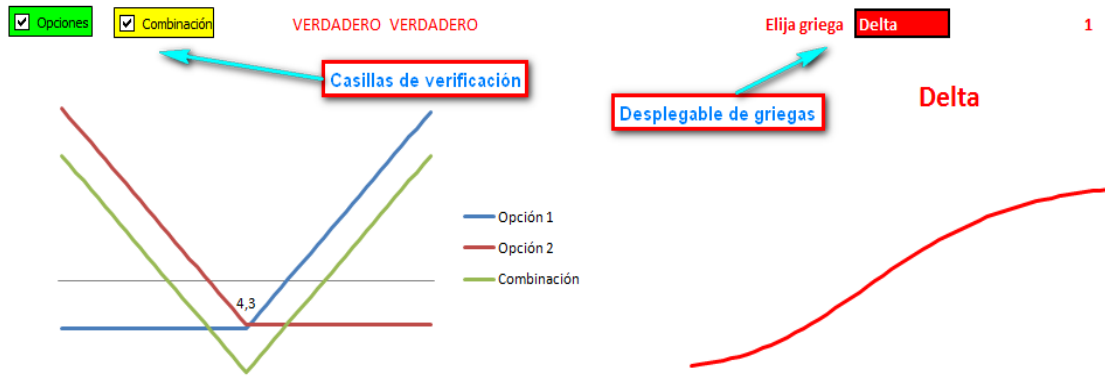 Opciones
Combinación
VERDADERO VERDADERO
Elija griega Delta
1
Casillas de verificación
Desplegable de griegas
Delta
Opción 1
Opción 2
Combinación
4,3